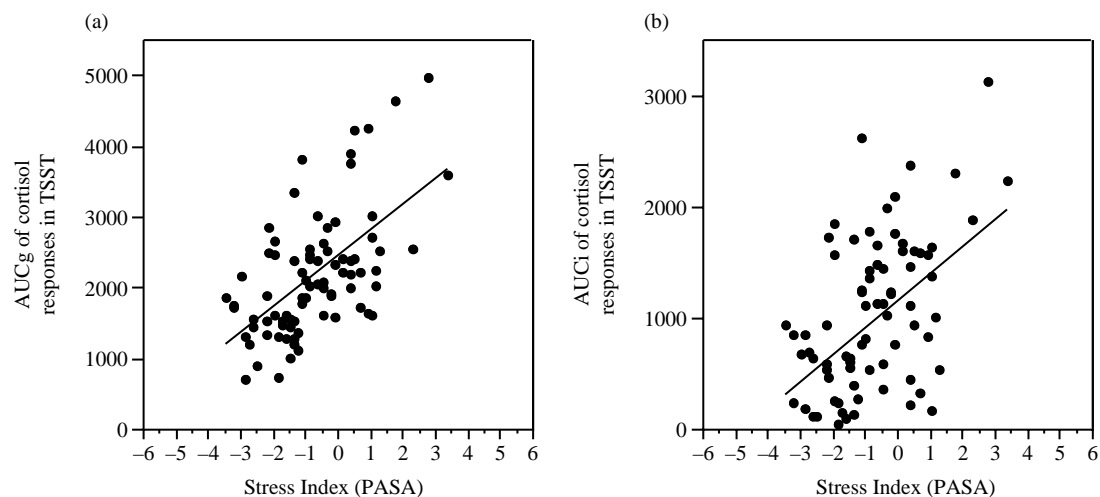 (a)
5000
4000
3000
2000
1000
0
AUCg of cortisol
responses in TSST
–6 –5 –4 –3 –2 –1 0 1 2 3 4 5 6
Stress Index (PASA)
(b)
3000
2000
1000
0
AUCi of cortisol
responses in TSST
–6 –5 –4 –3 –2 –1 0 1 2 3 4 5 6
Stress Index (PASA)